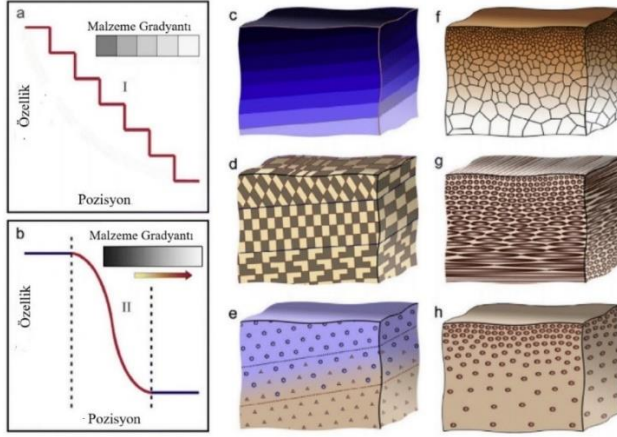 a
Malzeme Gradyantı
I
Özellik
Pozisyon
b
Malzeme Gradyantı
II
Özellik
Pozisyon
c
d
e
f
g
h